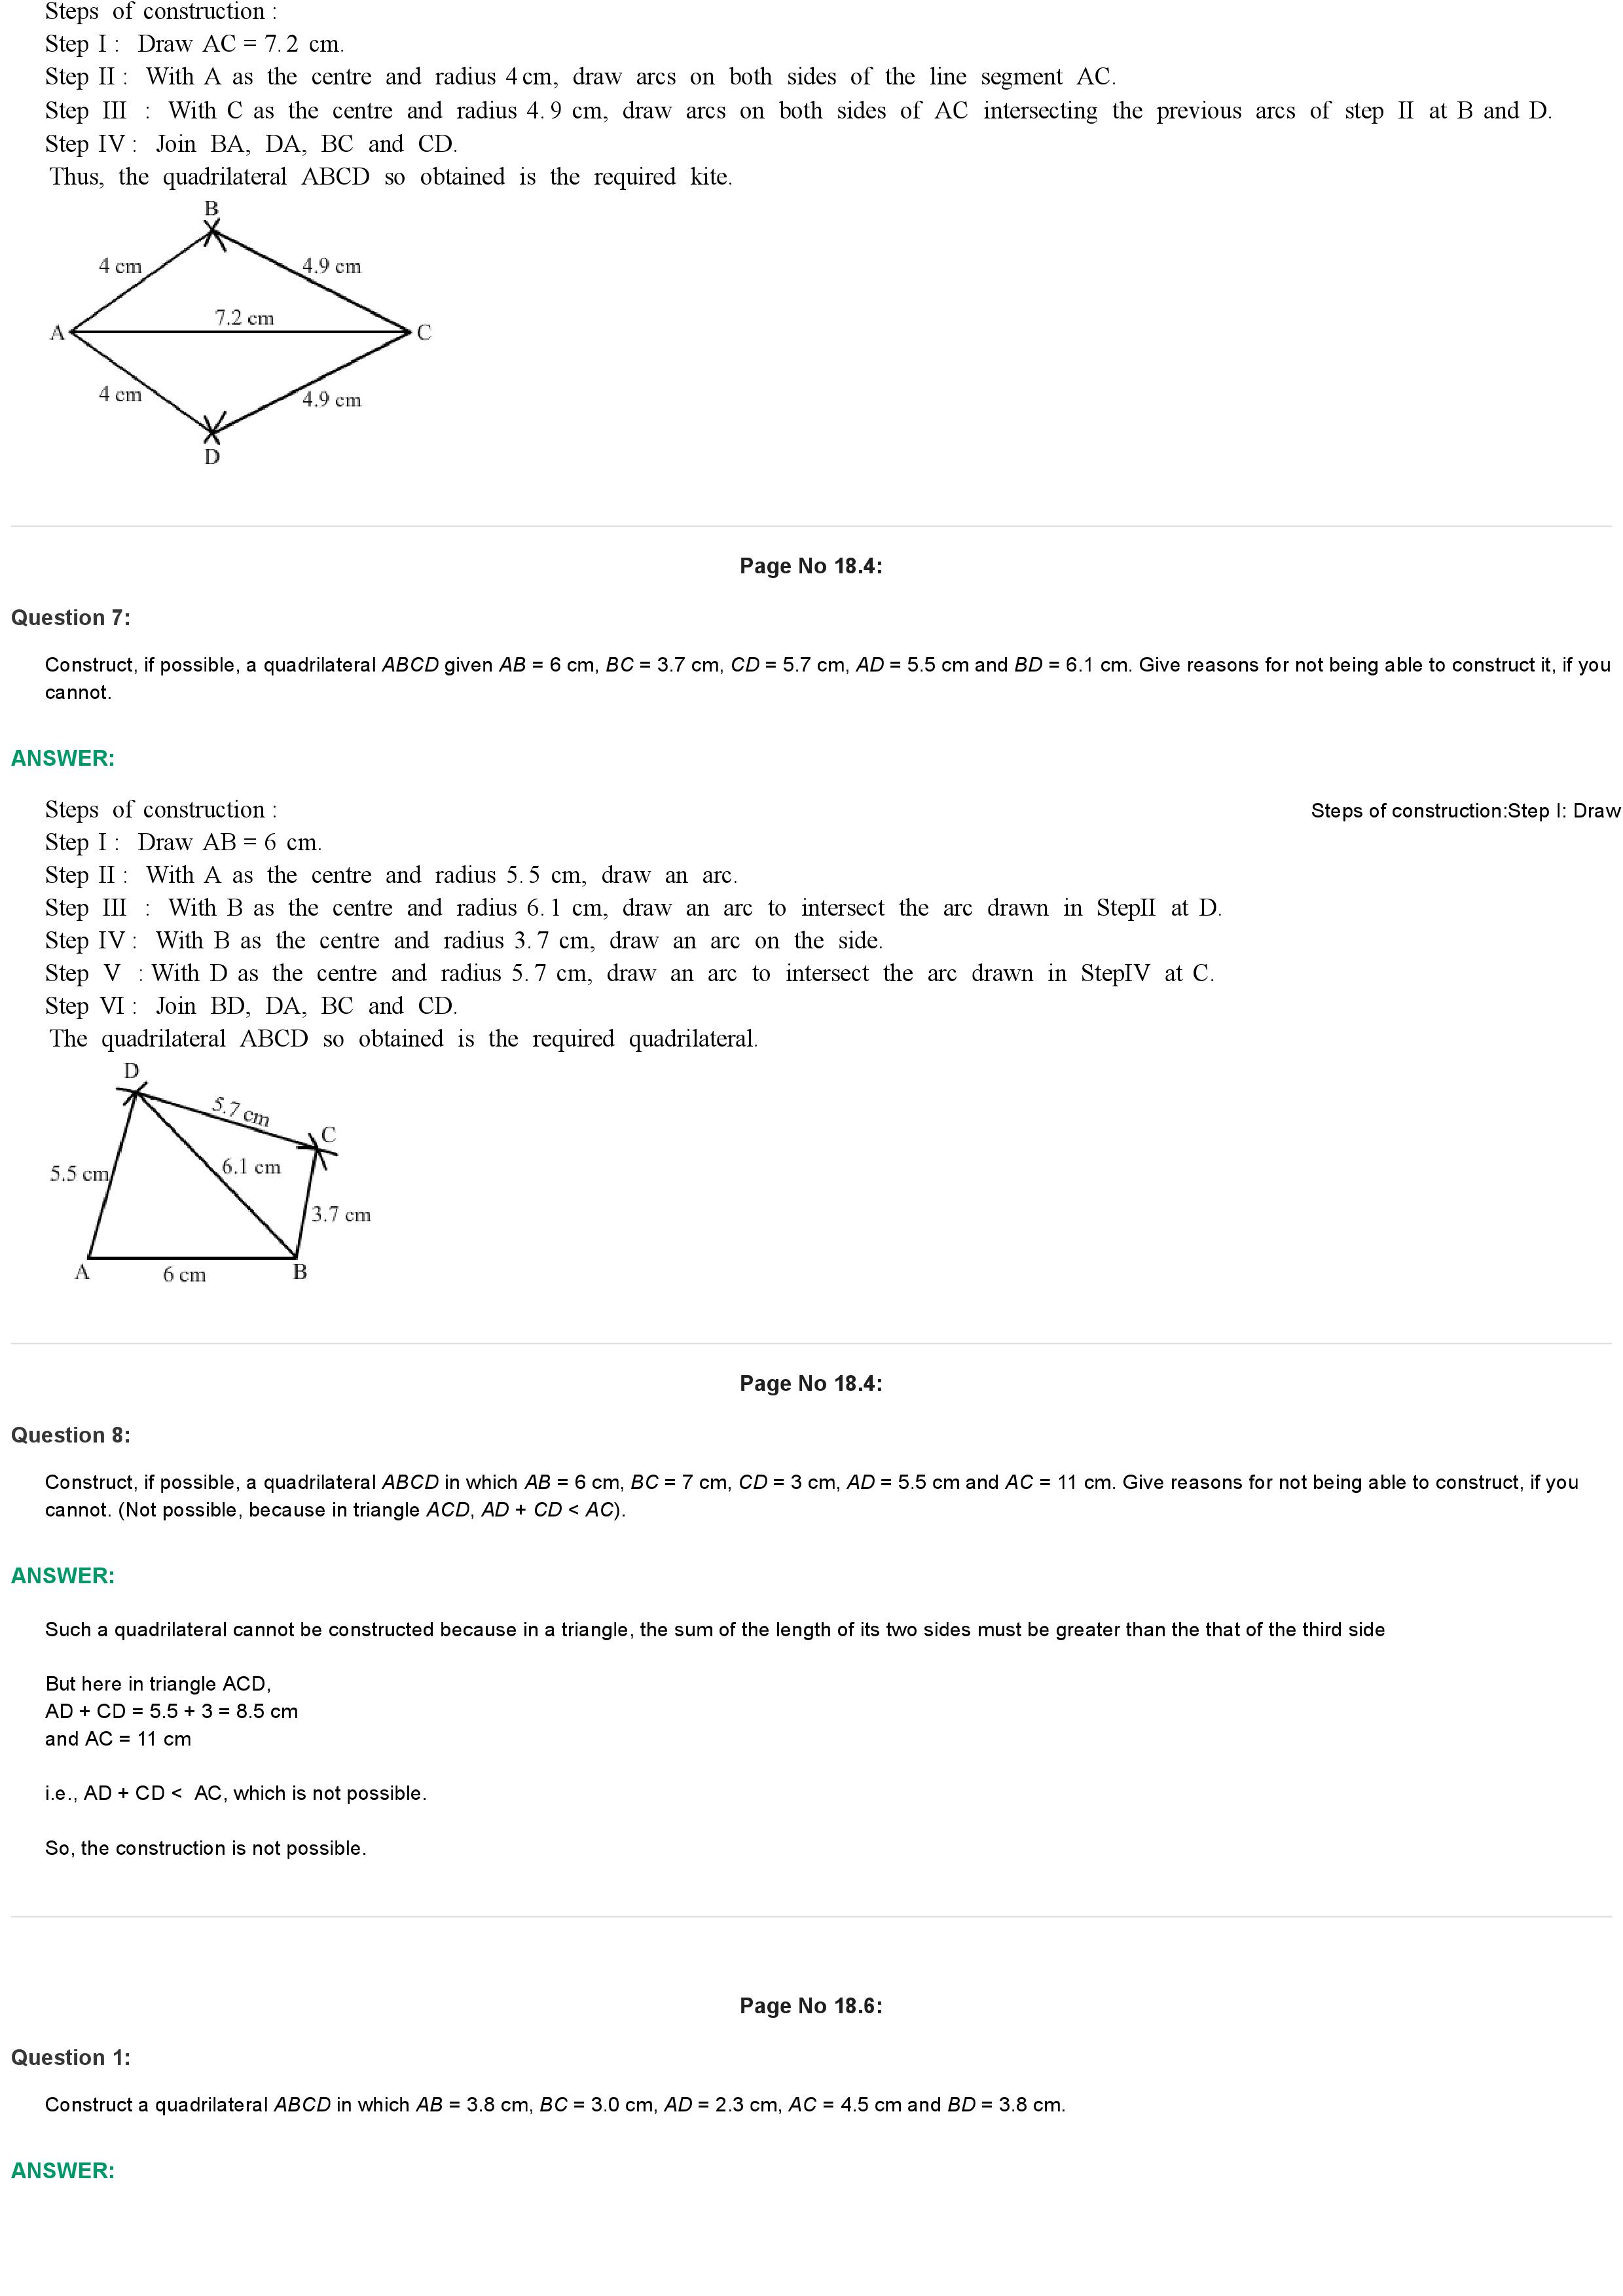 Steps of construction :
Step I : Draw AC = 7.2 cm.
Step II : With A as the centre and radius 4 cm, draw arcs on both sides of the line segment AC.
Step III : With C as the centre and radius 4.9 cm, draw arcs on both sides of AC intersecting the previous arcs of step II at B and D.
Step IV : Join BA, DA, BC and CD.
Thus, the quadrilateral ABCD so obtained is the required kite.
B
4 cm
4.9 cm
7.2 cm
A
C
4 cm
4.9 cm
D
Page No 18.4:
Question 7:
Construct, if possible, a quadrilateral ABCD given AB = 6 cm, BC = 3.7 cm, CD = 5.7 cm, AD = 5.5 cm and BD = 6.1 cm. Give reasons for not being able to construct it, if you
cannot.
ANSWER:
Steps of construction :
Steps of construction:Step I: Draw
Step I : Draw AB = 6 cm.
Step II : With A as the centre and radius 5.5 cm, draw an arc.
Step III : With B as the centre and radius 6.1 cm, draw an arc to intersect the arc drawn in StepII at D.
Step IV : With B as the centre and radius 3.7 cm, draw an arc on the side.
Step V : With D as the centre and radius 5.7 cm, draw an arc to intersect the arc drawn in StepIV at C.
Step VI : Join BD, DA, BC and CD.
The quadrilateral ABCD so obtained is the required quadrilateral.
D
5.7 cm
C
5.5 cm
6.1 cm
3.7 cm
A
6 cm
B
Page No 18.4:
Question 8:
Construct, if possible, a quadrilateral ABCD in which AB = 6 cm, BC = 7 cm, CD = 3 cm, AD = 5.5 cm and AC = 11 cm. Give reasons for not being able to construct, if you
cannot. (Not possible, because in triangle ACD, AD + CD < AC).
ANSWER:
Such a quadrilateral cannot be constructed because in a triangle, the sum of the length of its two sides must be greater than the that of the third side
But here in triangle ACD,
AD + CD = 5.5 + 3 = 8.5 cm
and AC = 11 cm
i.e., AD + CD < AC, which is not possible.
So, the construction is not possible.
Page No 18.6:
Question 1:
Construct a quadrilateral ABCD in which AB = 3.8 cm, BC = 3.0 cm, AD = 2.3 cm, AC = 4.5 cm and BD = 3.8 cm.
ANSWER: